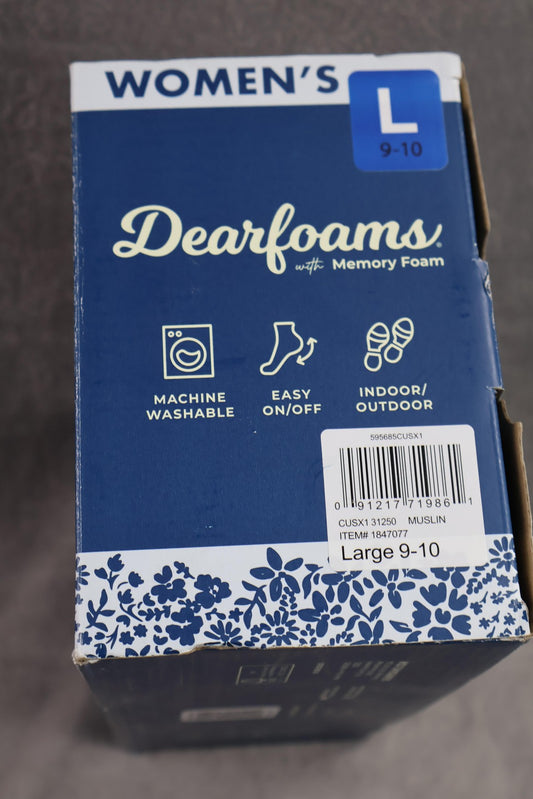 WOMEN'S
L
9-10
Dearfoams®
with Memory Foam
MACHINE
WASHABLE
EASY
ON/OFF
INDOOR/
OUTDOOR
595685CUSX1
0 91217 71986 1
CUSX1 31250 MUSLIN
ITEM# 1847077
Large 9-10